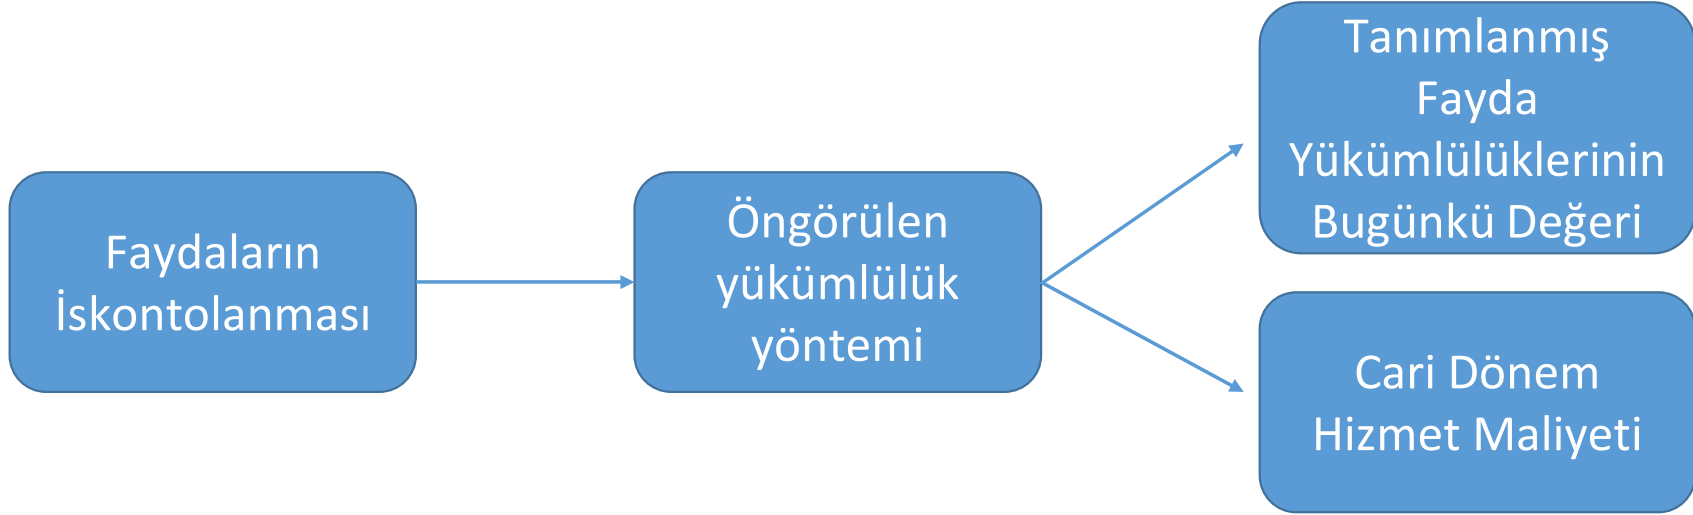 Faydaların
İskontolanması
Öngörülen
yükümlülük
yöntemi
Tanımlanmış
Fayda
Yükümlülüklerinin
Bugünkü Değeri
Cari Dönem
Hizmet Maliyeti